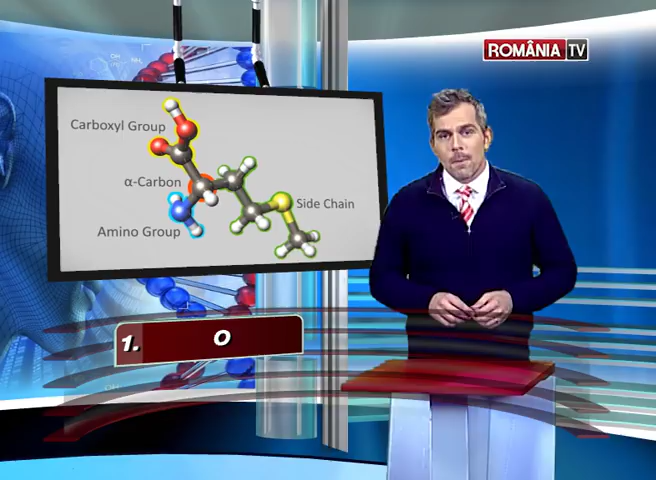 ROMÂNIA TV
Carboxyl Group
α-Carbon
Side Chain
Amino Group
1. O